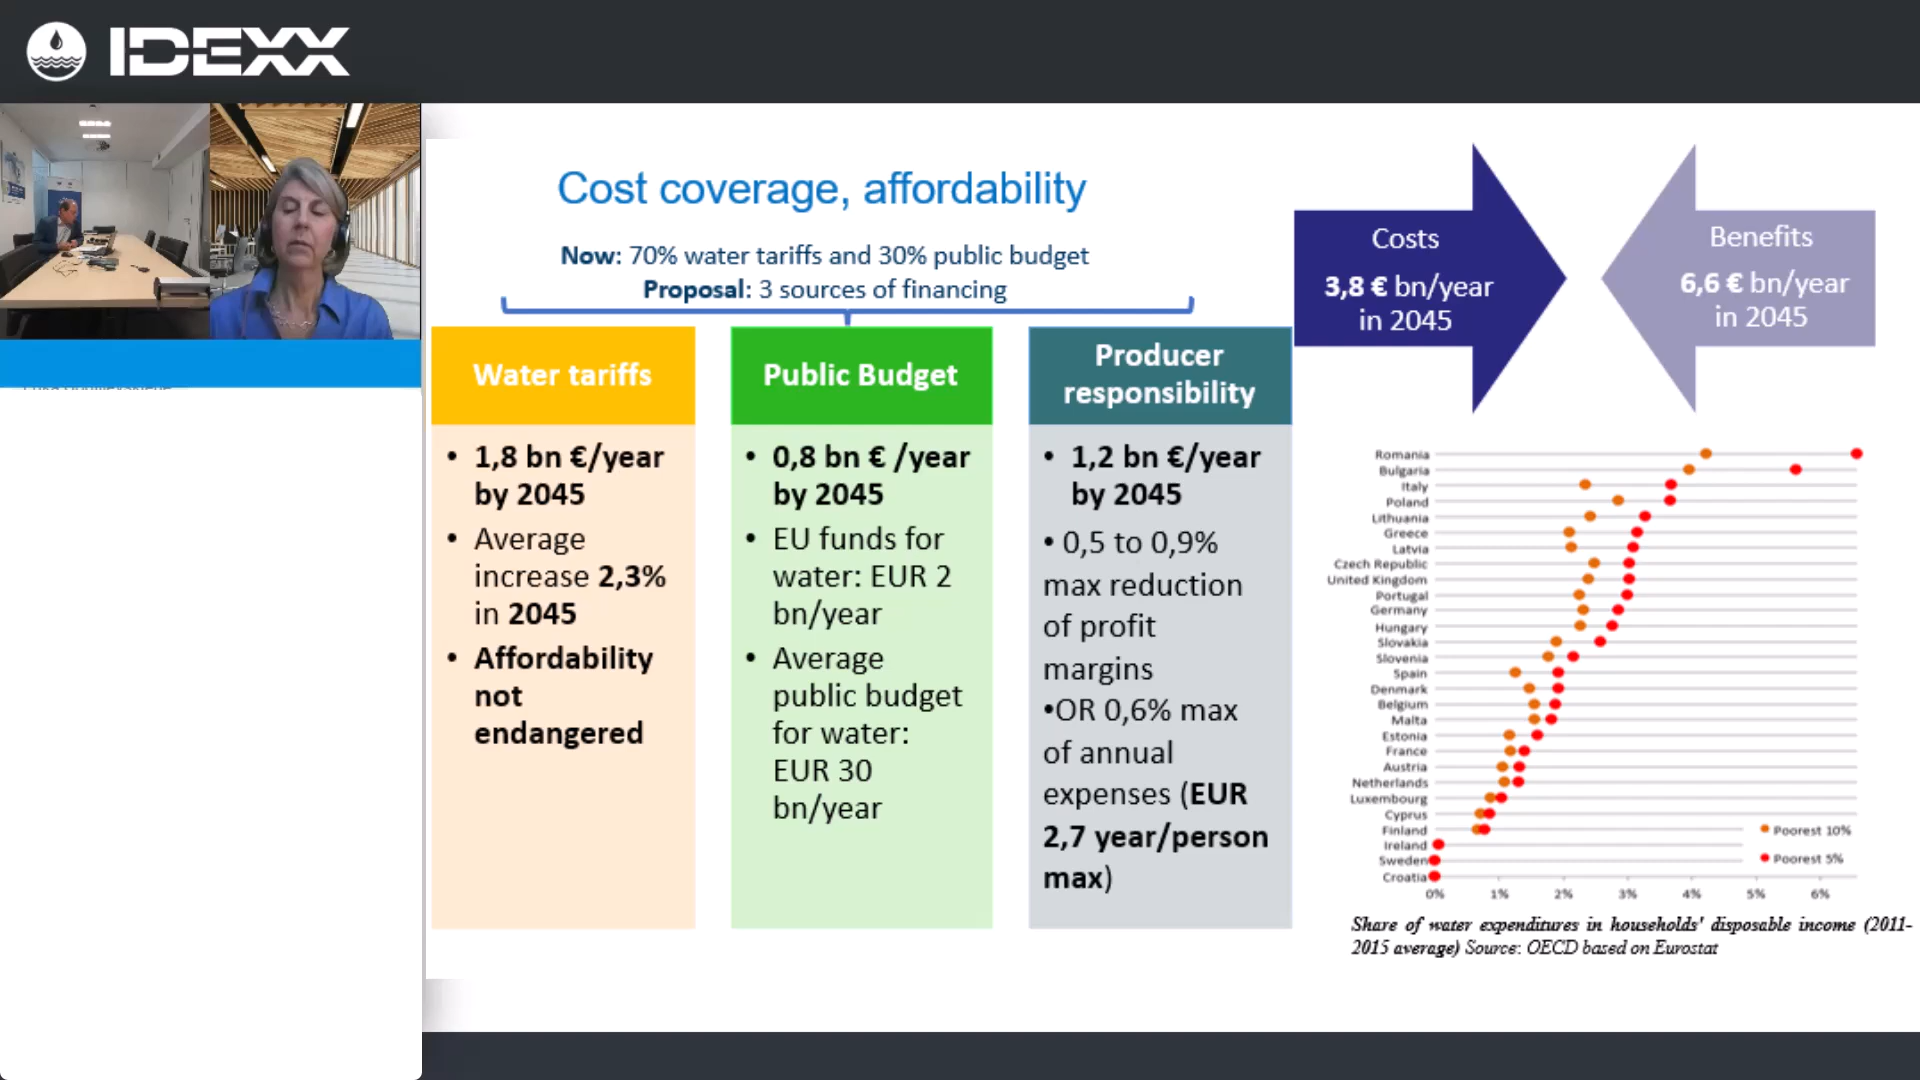 IDEXX
Cost coverage, affordability
Now: 70% water tariffs and 30% public budget
Proposal: 3 sources of financing
Water tariffs
• 1,8 bn €/year
by 2045
• Average
increase 2,3%
in 2045
• Affordability
not
endangered
Public Budget
• 0,8 bn € /year
by 2045
• EU funds for
water: EUR 2
bn/year
• Average
public budget
for water:
EUR 30
bn/year
Producer
responsibility
• 1,2 bn €/year
by 2045
• 0,5 to 0,9%
max reduction
of profit
margins
•OR 0,6% max
of annual
expenses (EUR
2,7 year/person
max)
Costs
3,8 € bn/year
in 2045
Benefits
6,6 € bn/year
in 2045
Romania
Bulgaria
Italy
Poland
Lithuania
Greece
Latvia
Czech Republic
United Kingdom
Portugal
Germany
Hungary
Slovakia
Slovenia
Spain
Denmark
Belgium
Malta
Estonia
France
Austria
Netherlands
Luxembourg
Cyprus
Finland
Ireland
Sweden
Croatia
Poorest 10%
Poorest 5%
0% 1% 2% 3% 4% 5% 6%
Share of water expenditures in households' disposable income (2011-
2015 average) Source: OECD based on Eurostat